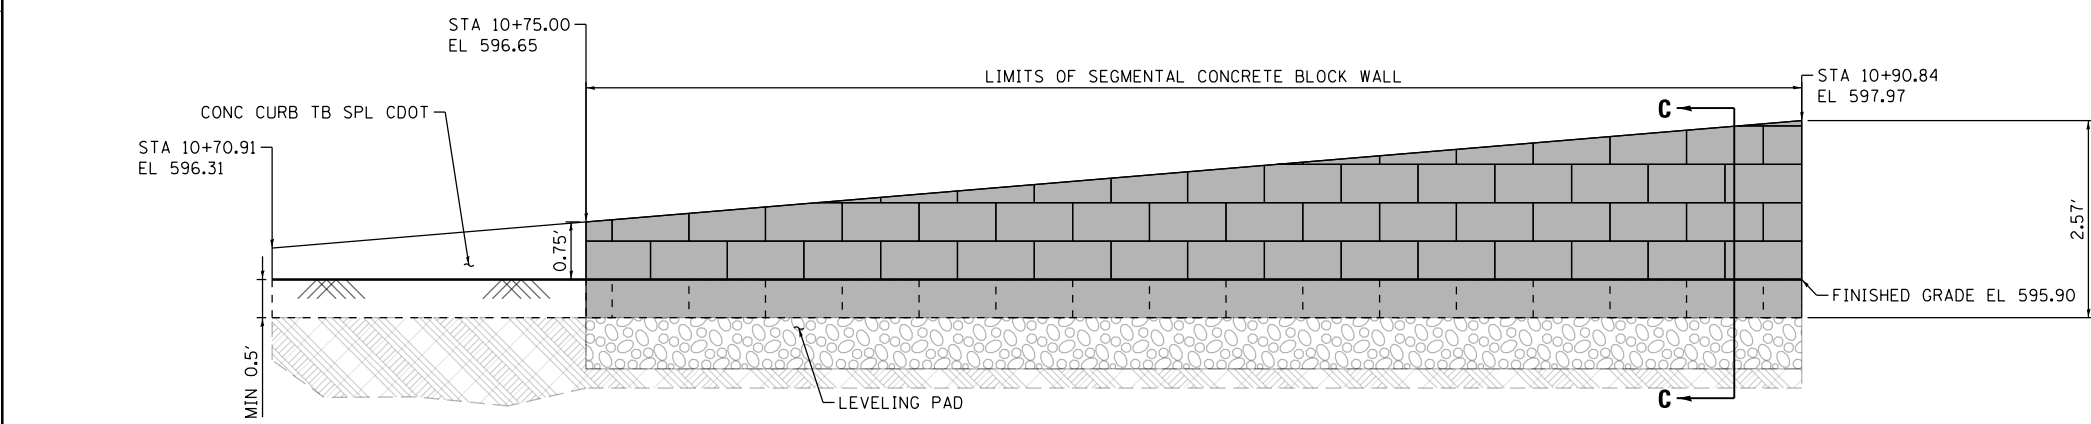 STA 10+75.00
EL 596.65
LIMITS OF SEGMENTAL CONCRETE BLOCK WALL
STA 10+90.84
EL 597.97
CONC CURB TB SPL CDOT
C
STA 10+70.91
EL 596.31
0.75'
2.57'
FINISHED GRADE EL 595.90
MIN 0.5'
LEVELING PAD
C